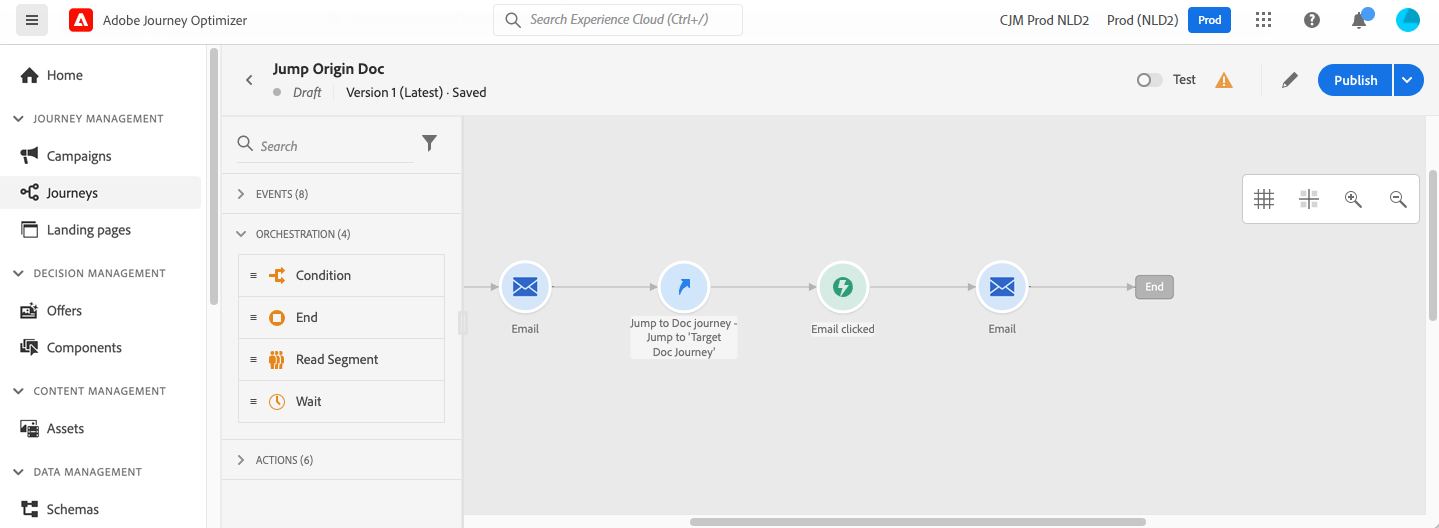 Adobe Journey Optimizer
Search Experience Cloud (Ctrl+/)
CJM Prod NLD2
Prod (NLD2)
Prod
Home
JOURNEY MANAGEMENT
Campaigns
Journeys
Landing pages
DECISION MANAGEMENT
Offers
Components
CONTENT MANAGEMENT
Assets
DATA MANAGEMENT
Schemas
Jump Origin Doc
Draft
Version 1 (Latest) · Saved
Test
Publish
Search
EVENTS (8)
ORCHESTRATION (4)
Condition
End
Read Segment
Wait
ACTIONS (6)
Email
Jump to Doc journey -
Jump to 'Target
Doc Journey'
Email clicked
Email
End